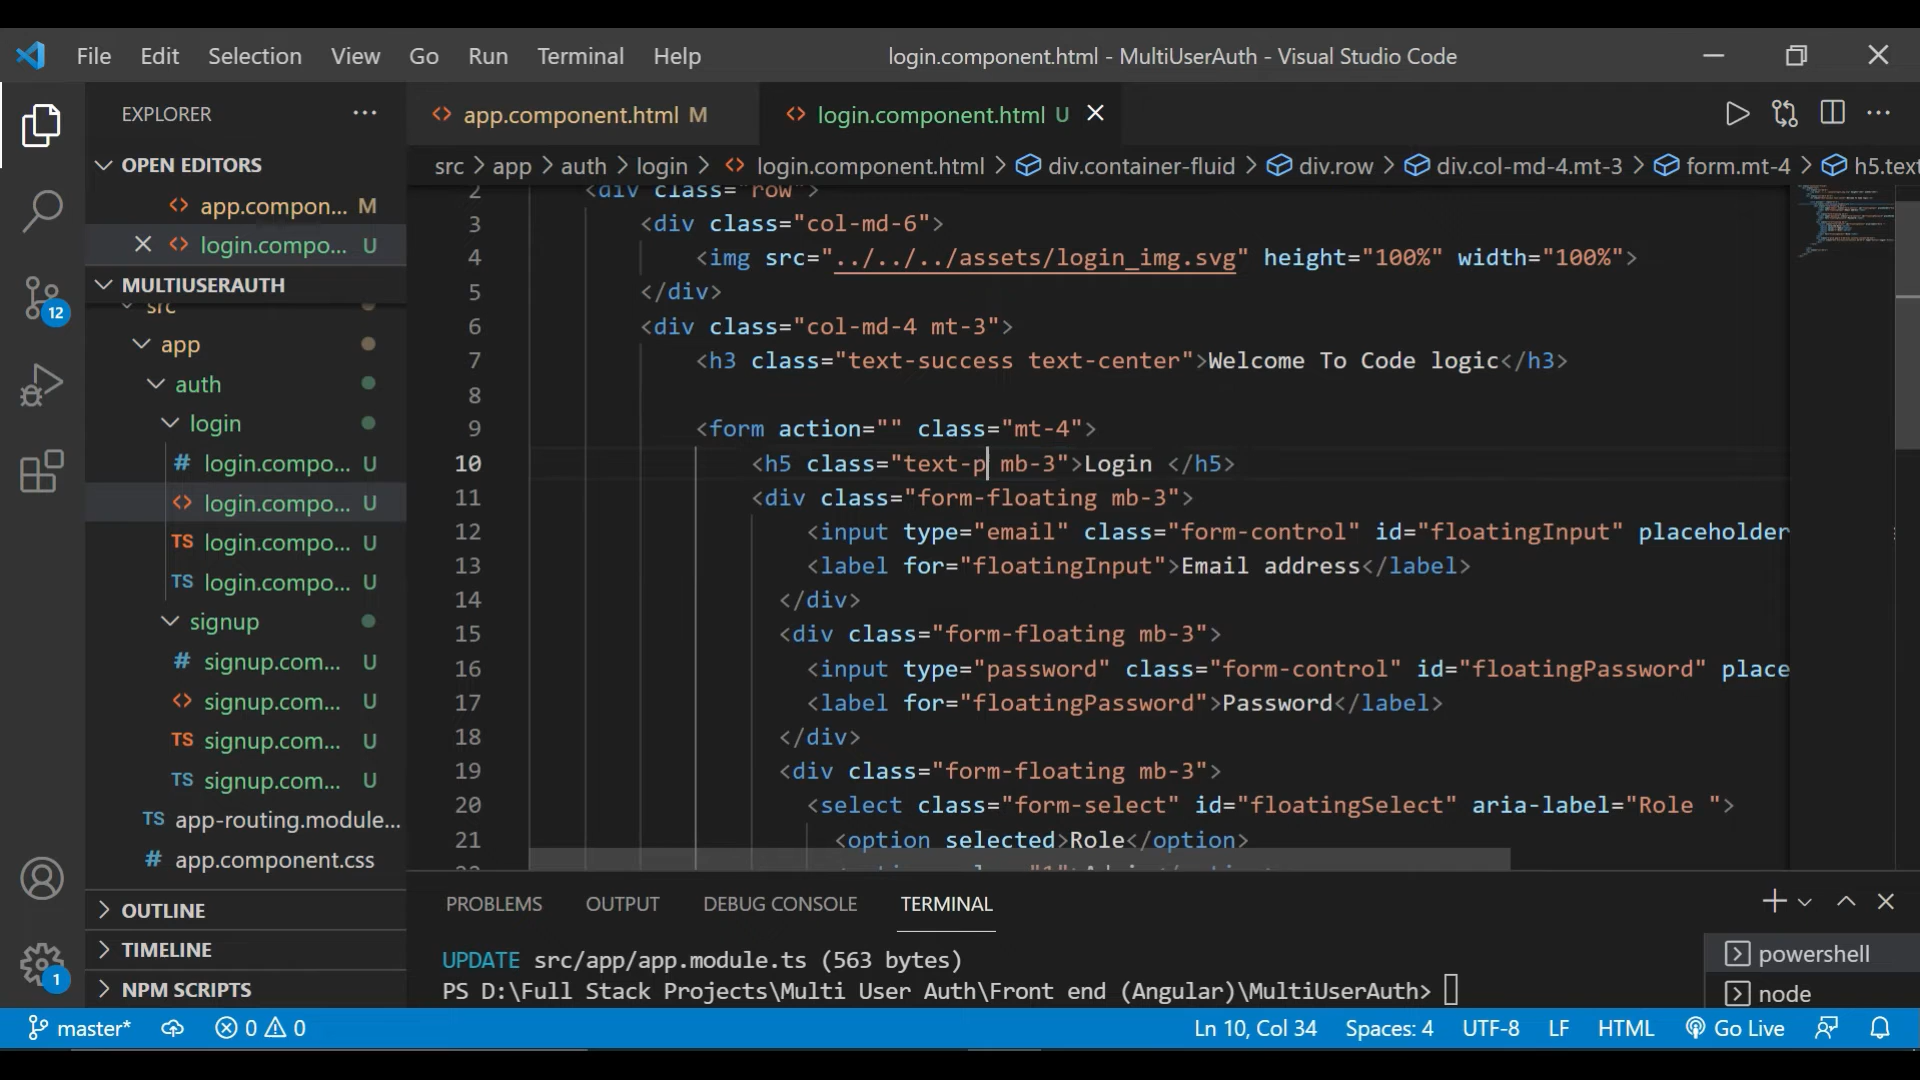 File Edit Selection View Go Run Terminal Help login.component.html - MultiUserAuth - Visual Studio Code
EXPLORER ···
app.component.html M
login.component.html U
OPEN EDITORS
app.compon... M
login.compo... U
MULTIUSERAUTH
src
app
auth
login
login.compo... U
login.compo... U
TS login.compo... U
TS login.compo... U
signup
# signup.com... U
signup.com... U
TS signup.com... U
TS signup.com... U
TS app-routing.module...
# app.component.css
OUTLINE
TIMELINE
NPM SCRIPTS
12
1
src > app > auth > login > login.component.html > div.container-fluid > div.row > div.col-md-4.mt-3 > form.mt-4 > h5.text
2 <div class="row">
3 <div class="col-md-6">
4 <img src="../../../assets/login_img.svg" height="100%" width="100%">
5 </div>
6 <div class="col-md-4 mt-3">
7 <h3 class="text-success text-center">Welcome To Code logic</h3>
8
9 <form action="" class="mt-4">
10 <h5 class="text-p mb-3">Login </h5>
11 <div class="form-floating mb-3">
12 <input type="email" class="form-control" id="floatingInput" placeholder
13 <label for="floatingInput">Email address</label>
14 </div>
15 <div class="form-floating mb-3">
16 <input type="password" class="form-control" id="floatingPassword" place
17 <label for="floatingPassword">Password</label>
18 </div>
19 <div class="form-floating mb-3">
20 <select class="form-select" id="floatingSelect" aria-label="Role ">
21 <option selected>Role</option>
PROBLEMS OUTPUT DEBUG CONSOLE TERMINAL
UPDATE src/app/app.module.ts (563 bytes)
PS D:\Full Stack Projects\Multi User Auth\Front end (Angular)\MultiUserAuth>
powershell
node
master* 0 0 Ln 10, Col 34 Spaces: 4 UTF-8 LF HTML Go Live